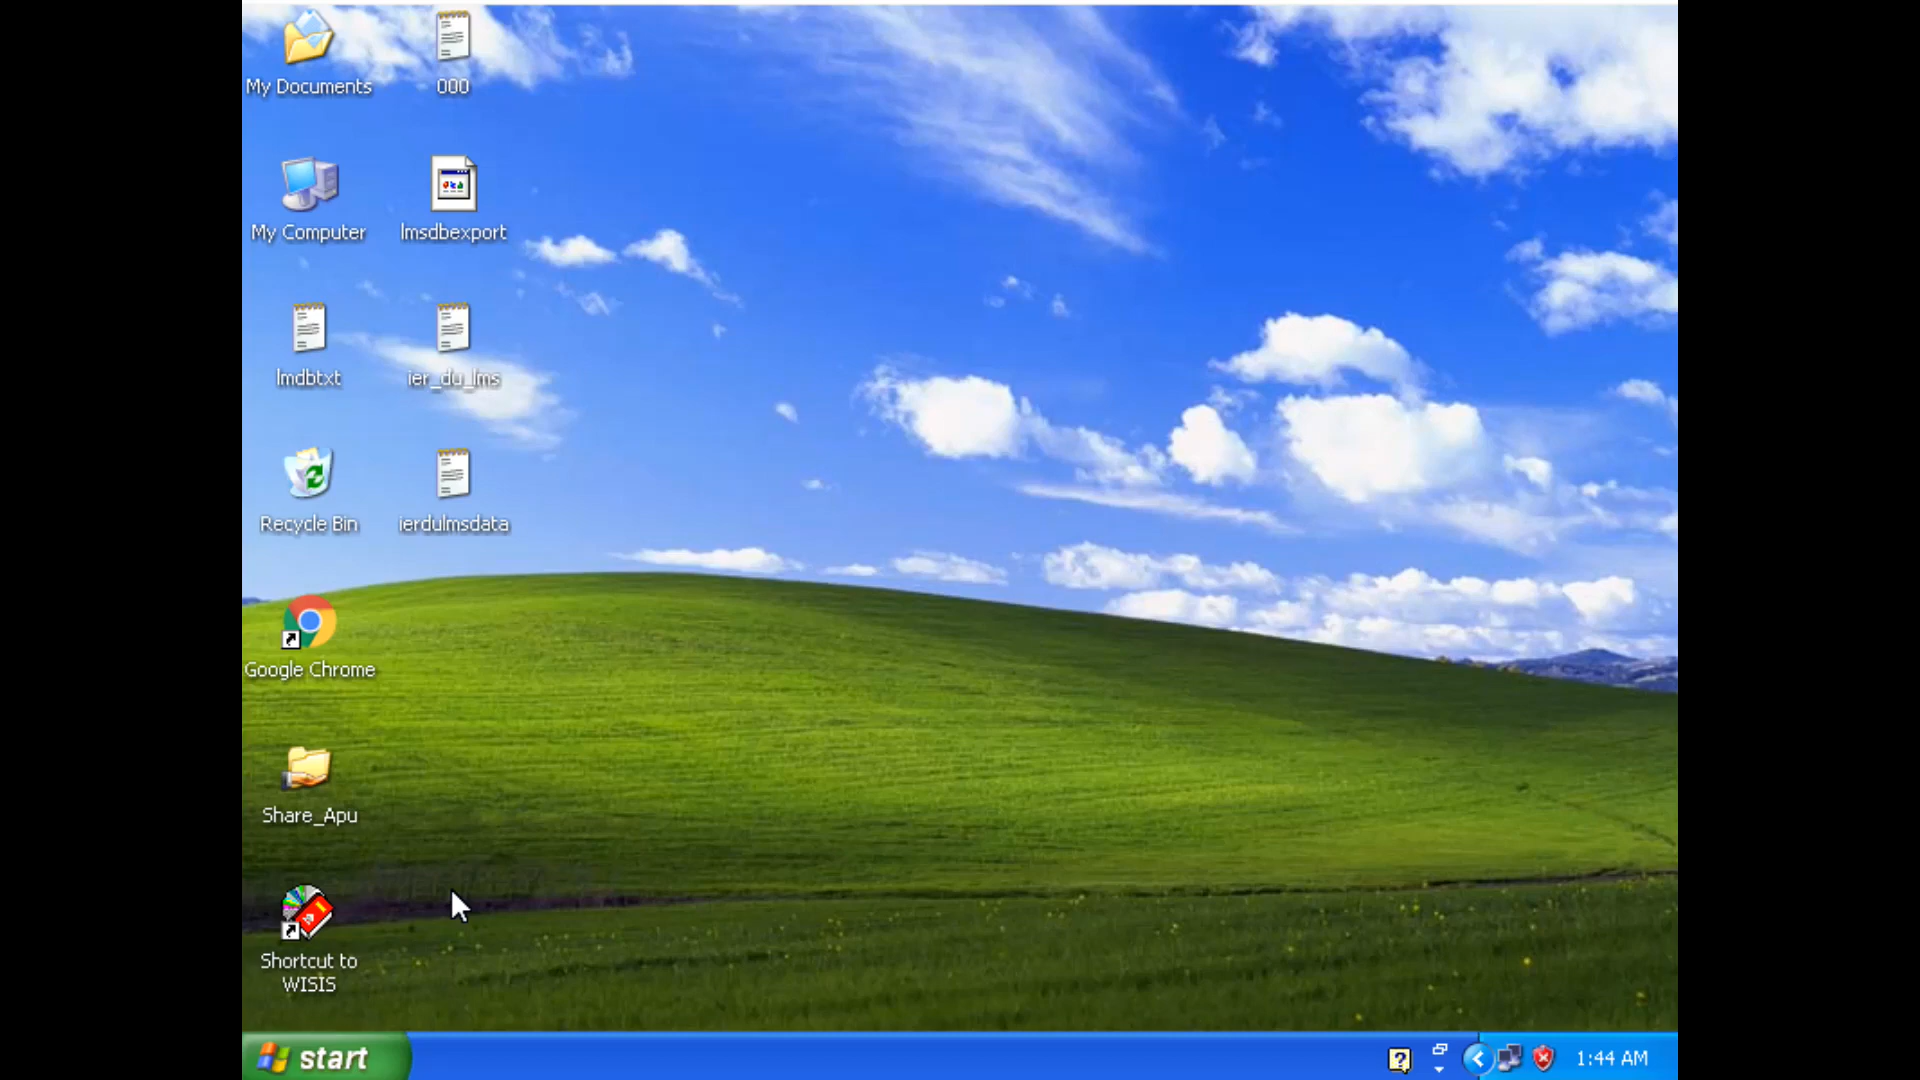 My Documents
000
My Computer
lmsdbexport
lmdbtxt
ier_du_lms
Recycle Bin
ierdulmsdata
Google Chrome
Share_Apu
Shortcut to
WISIS
start
1:44 AM